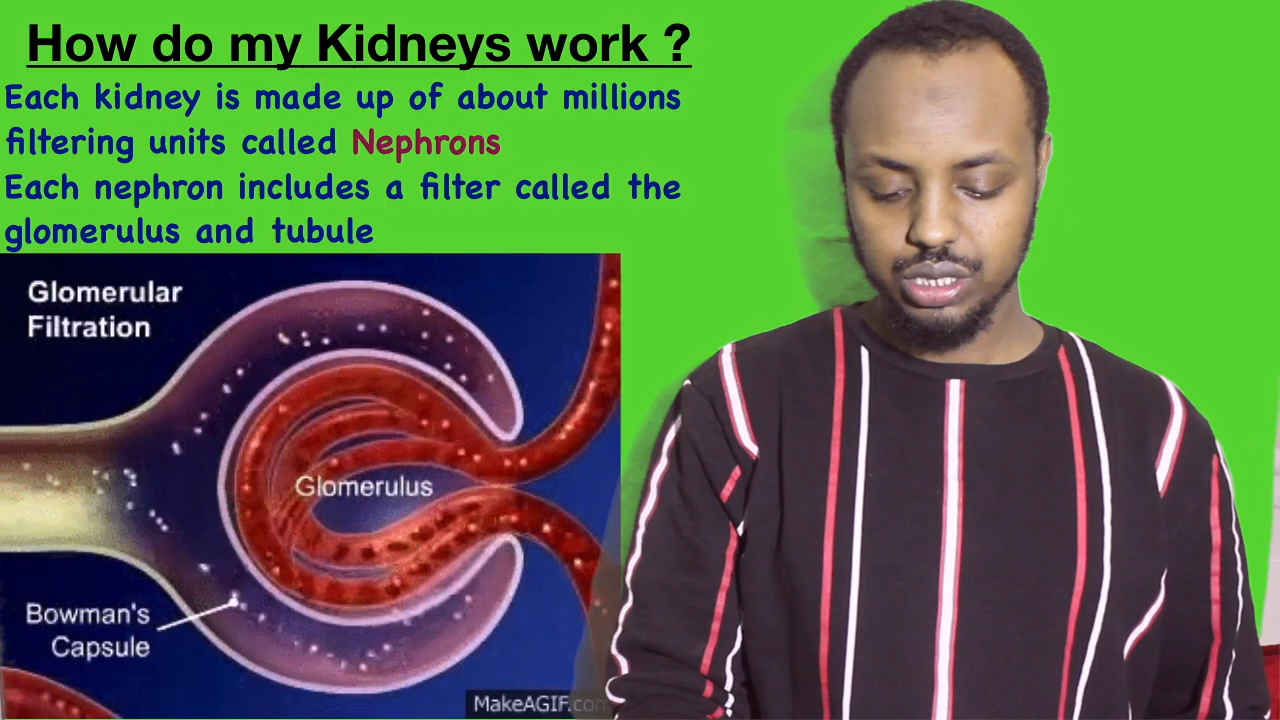 How do my Kidneys work ?
Each kidney is made up of about millions
filtering units called Nephrons
Each nephron includes a filter called the
glomerulus and tubule
Glomerular
Filtration
Glomerulus
Bowman's
Capsule
MakeAGIF.com